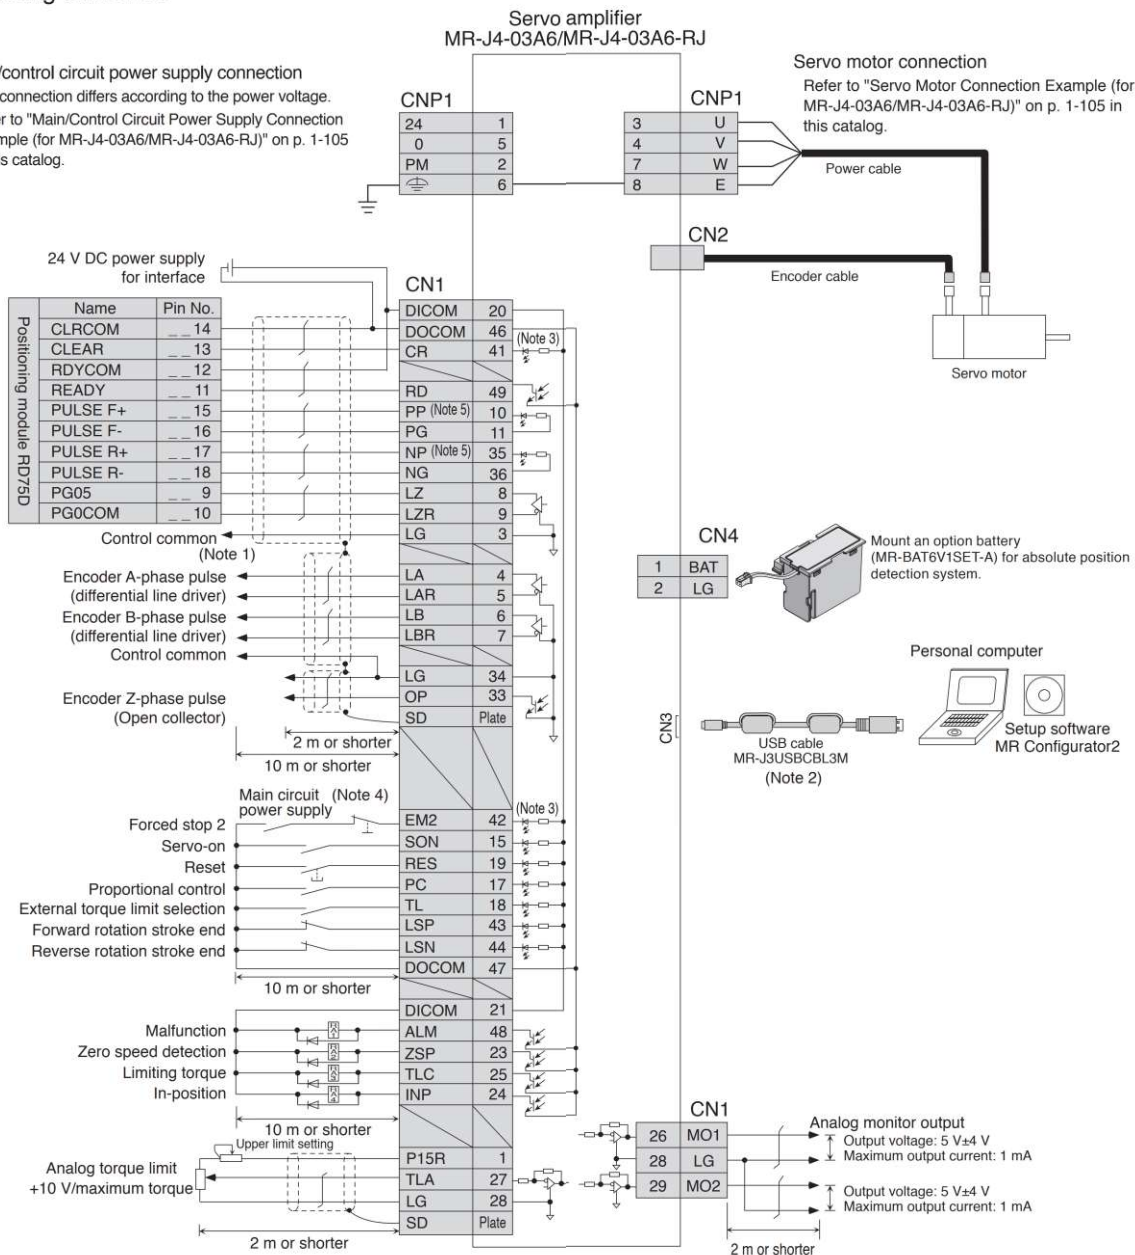 Servo amplifier
MR-J4-03A6/MR-J4-03A6-RJ
/control circuit power supply connection
connection differs according to the power voltage.
r to "Main/Control Circuit Power Supply Connection
mple (for MR-J4-03A6/MR-J4-03A6-RJ)" on p. 1-105
s catalog.
CNP1
24 1
0 5
PM 2
6
CNP1
3 U
4 V
7 W
8 E
Servo motor connection
Refer to "Servo Motor Connection Example (for
MR-J4-03A6/MR-J4-03A6-RJ)" on p. 1-105 in
this catalog.
Power cable
CN2
Encoder cable
Servo motor
24 V DC power supply
for interface
Positioning module RD75D
Name Pin No.
CLRCOM _ _ 14
CLEAR _ _ 13
RDYCOM _ _ 12
READY _ _ 11
PULSE F+ _ _ 15
PULSE F- _ _ 16
PULSE R+ _ _ 17
PULSE R- _ _ 18
PG05 _ _ 9
PG0COM _ _ 10
Control common
(Note 1)
Encoder A-phase pulse
(differential line driver)
Encoder B-phase pulse
(differential line driver)
Control common
Encoder Z-phase pulse
(Open collector)
2 m or shorter
10 m or shorter
CN1
DICOM 20
DOCOM 46
CR 41
(Note 3)
RD 49
PP (Note 5) 10
PG 11
NP (Note 5) 35
NG 36
LZ 8
LZR 9
LG 3
LA 4
LAR 5
LB 6
LBR 7
LG 34
OP 33
SD Plate
Main circuit
power supply
(Note 4)
(Note 3)
Forced stop 2 EM2 42
Servo-on SON 15
Reset RES 19
Proportional control PC 17
External torque limit selection TL 18
Forward rotation stroke end LSP 43
Reverse rotation stroke end LSN 44
DOCOM 47
10 m or shorter
DICOM 21
Malfunction RA1 ALM 48
Zero speed detection RA2 ZSP 23
Limiting torque RA3 TLC 25
In-position RA4 INP 24
10 m or shorter
Upper limit setting
Analog torque limit
+10 V/maximum torque
P15R 1
TLA 27
LG 28
SD Plate
2 m or shorter
CN4
1 BAT
2 LG
Mount an option battery
(MR-BAT6V1SET-A) for absolute position
detection system.
CN3
USB cable
MR-J3USBCBL3M
(Note 2)
Personal computer
Setup software
MR Configurator2
CN1
26 MO1
28 LG
29 MO2
Analog monitor output
Output voltage: 5 V±4 V
Maximum output current: 1 mA
Output voltage: 5 V±4 V
Maximum output current: 1 mA
2 m or shorter